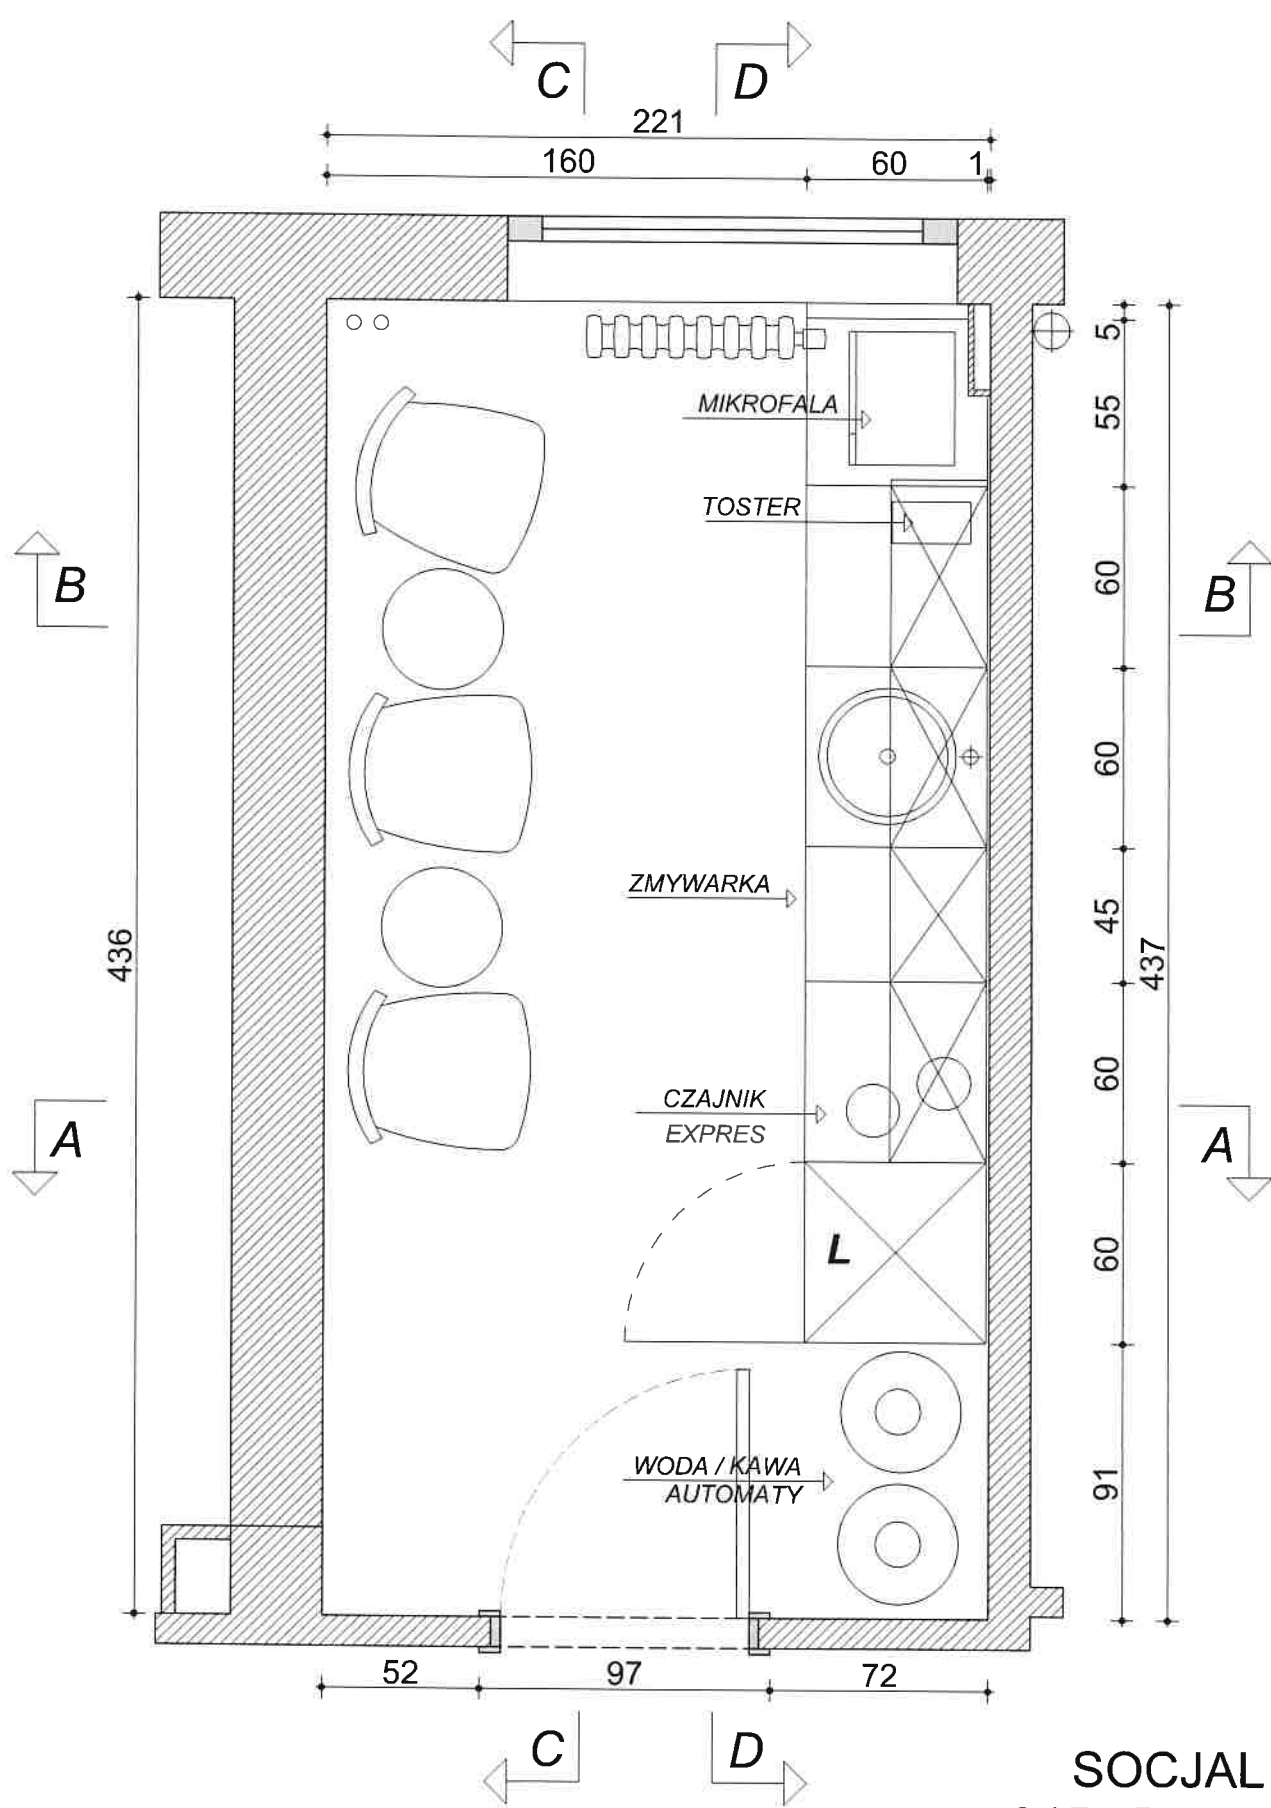 C
D
221
160
60
1
5
MIKROFALA
55
TOSTER
B
60
B
60
ZMYWARKA
45
436
437
CZAJNIK
EXPRES
60
A
A
L
60
WODA / KAWA
AUTOMATY
91
52
97
72
C
D
SOCJAL